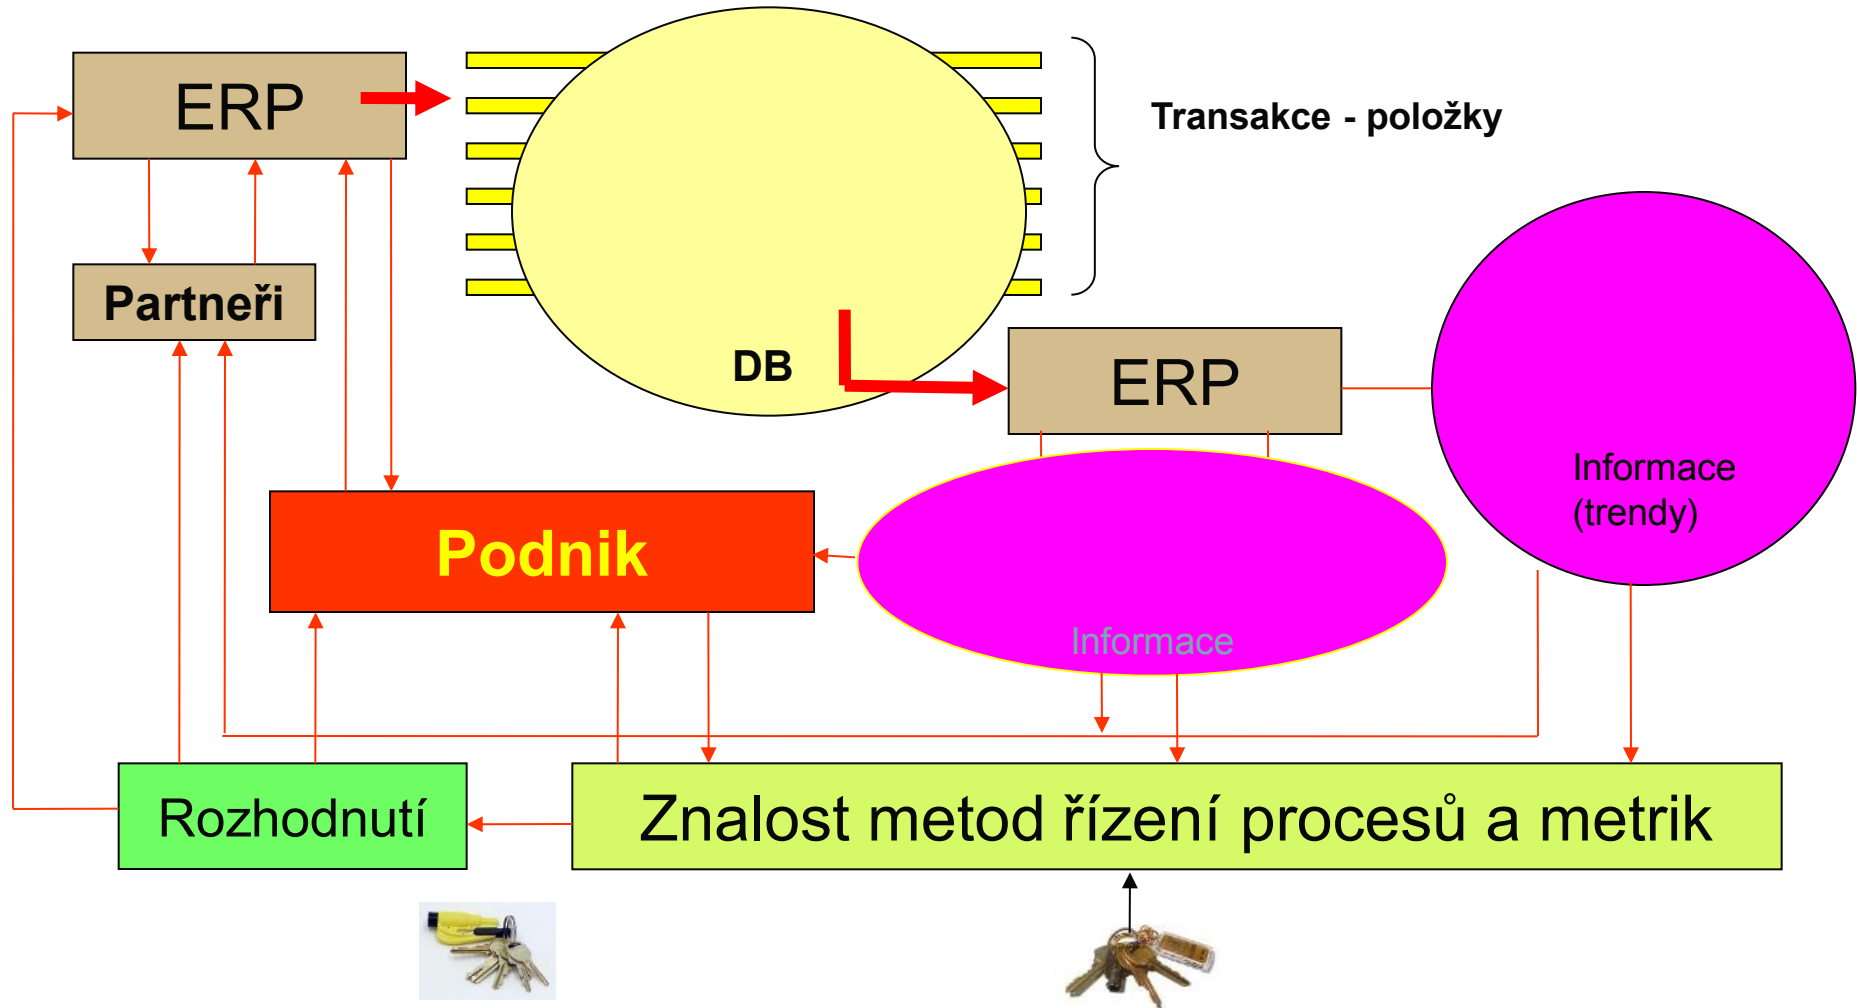 ERP
Transakce - položky
Partneři
DB
ERP
Informace
(trendy)
Podnik
Informace
Rozhodnutí
Znalost metod řízení procesů a metrik